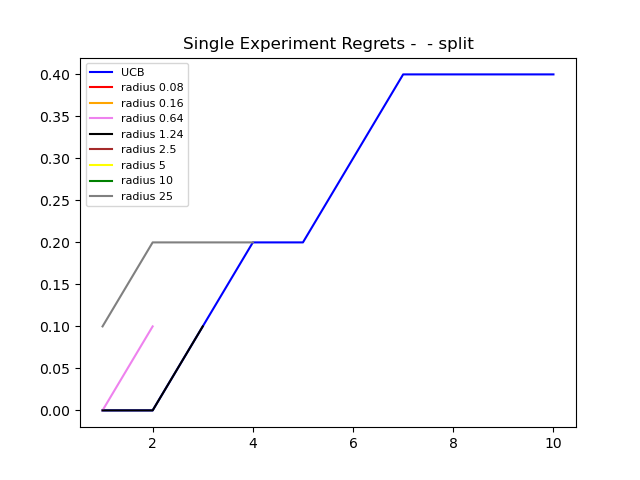 Single Experiment Regrets -  - split
UCB
radius 0.08
radius 0.16
radius 0.64
radius 1.24
radius 2.5
radius 5
radius 10
radius 25
0.40
0.35
0.30
0.25
0.20
0.15
0.10
0.05
0.00
2 4 6 8 10